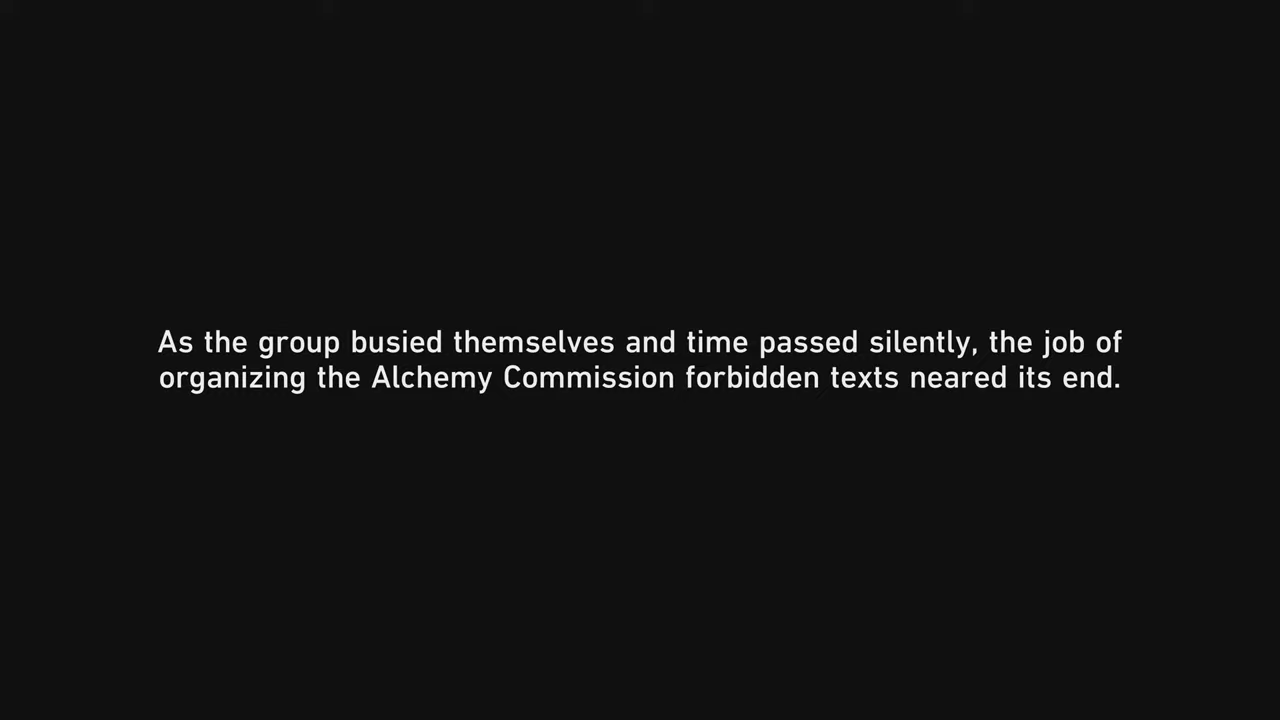 As the group busied themselves and time passed silently, the job of
organizing the Alchemy Commission forbidden texts neared its end.